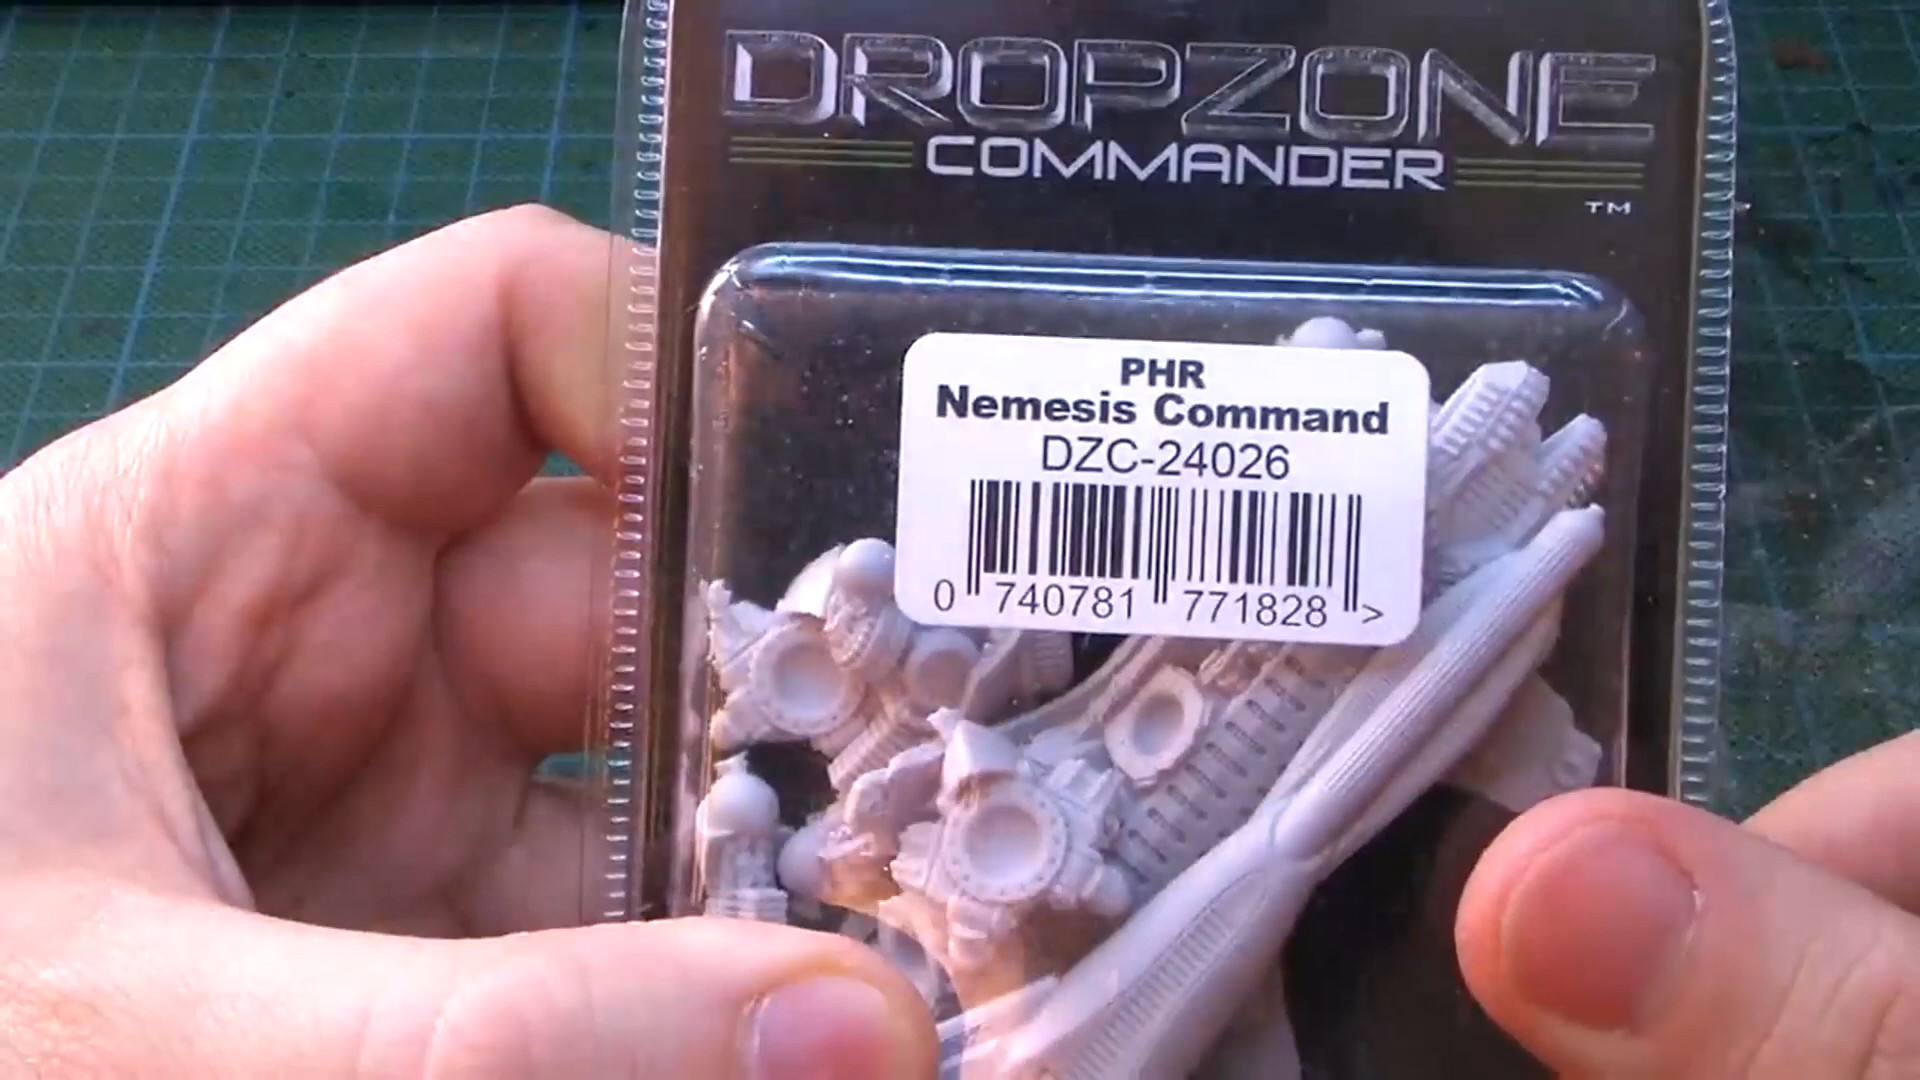 DROPZONE
COMMANDER
TM
PHR
Nemesis Command
DZC-24026
0 740781 771828 >